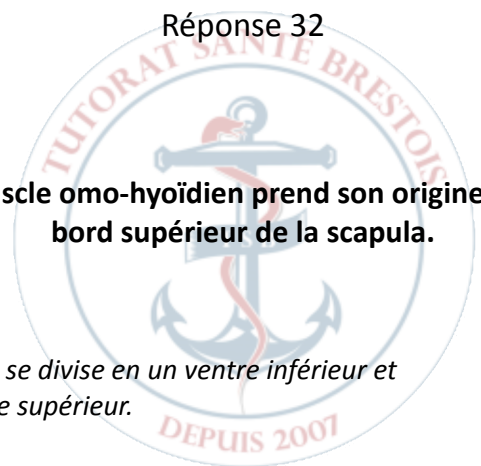 Réponse 32
TUTORAT SANTÉ BRESTOIS
scle omo-hyoïdien prend son origine
bord supérieur de la scapula.
se divise en un ventre inférieur et
e supérieur.
DEPUIS 2007